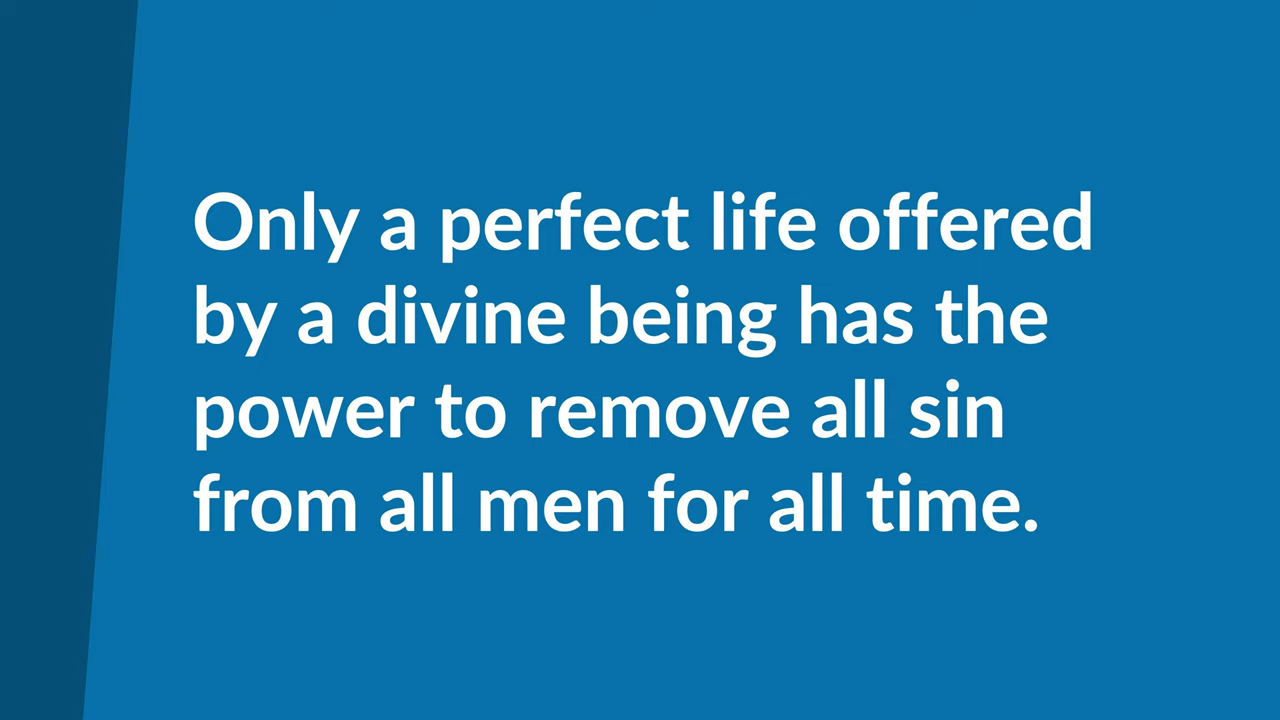 Only a perfect life offered
by a divine being has the
power to remove all sin
from all men for all time.